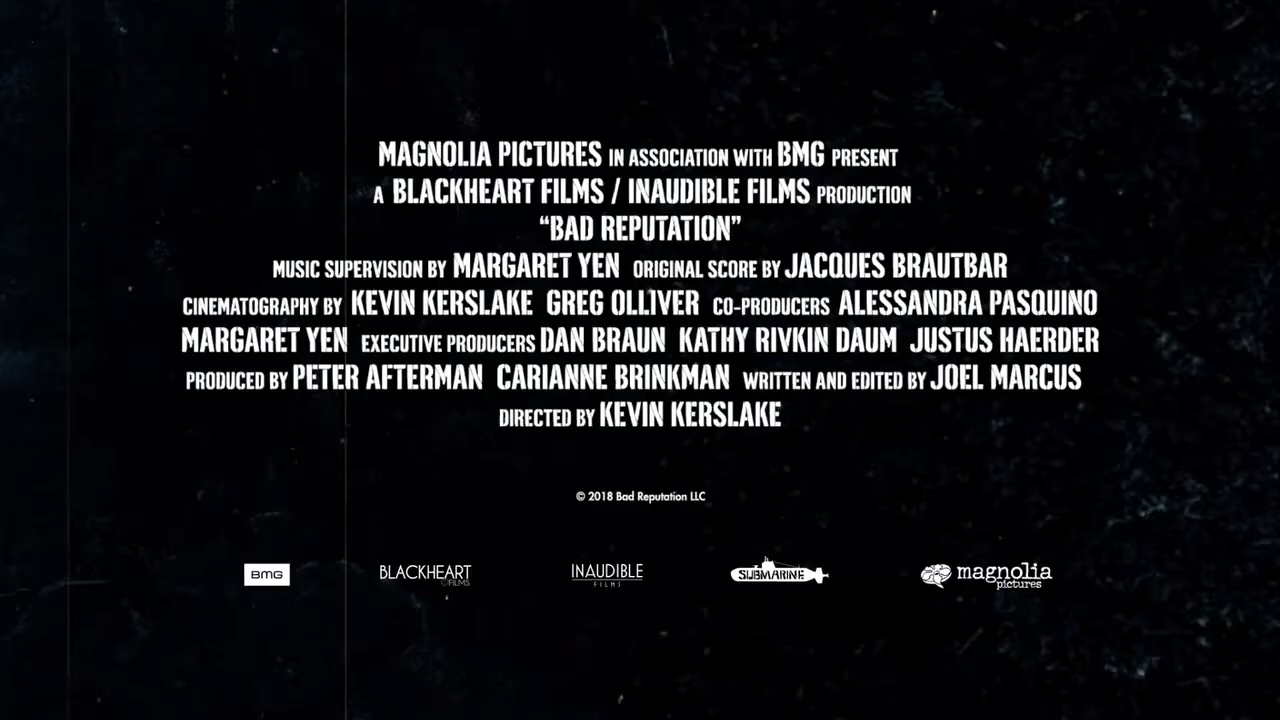 MAGNOLIA PICTURES IN ASSOCIATION WITH BMG PRESENT
A BLACKHEART FILMS / INAUDIBLE FILMS PRODUCTION
“BAD REPUTATION”
MUSIC SUPERVISION BY MARGARET YEN ORIGINAL SCORE BY JACQUES BRAUTBAR
CINEMATOGRAPHY BY KEVIN KERSLAKE GREG OLLIVER CO-PRODUCERS ALESSANDRA PASQUINO
MARGARET YEN EXECUTIVE PRODUCERS DAN BRAUN KATHY RIVKIN DAUM JUSTUS HAERDER
PRODUCED BY PETER AFTERMAN CARIANNE BRINKMAN WRITTEN AND EDITED BY JOEL MARCUS
DIRECTED BY KEVIN KERSLAKE
© 2018 Bad Reputation LLC
BMG
BLACKHEART
FILMS
INAUDIBLE
FILMS
SUBMARINE
magnolia
pictures